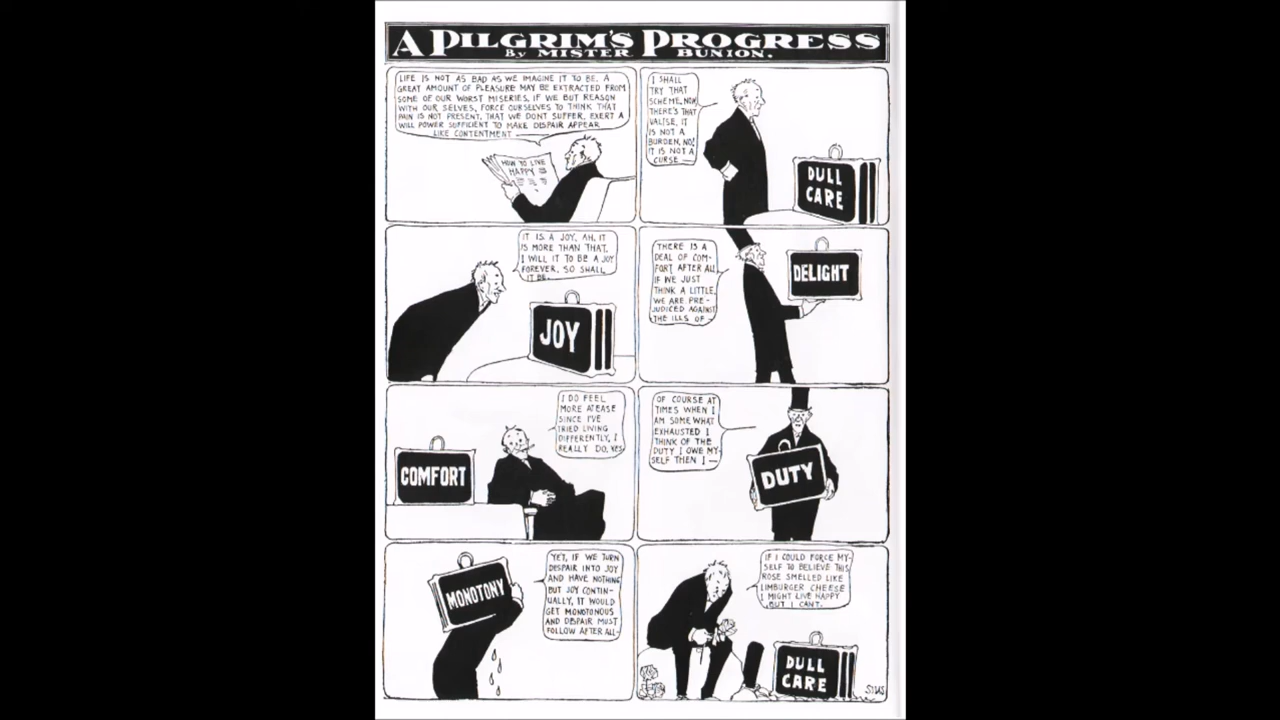 A PILGRIM'S PROGRESS
BY MISTER BUNION.
LIFE IS NOT AS BAD AS WE IMAGINE IT TO BE. A
GREAT AMOUNT OF PLEASURE MAY BE EXTRACTED FROM
SOME OF OUR WORST MISERIES, IF WE BUT REASON
WITH OUR SELVES, FORCE OURSELVES TO THINK THAT
PAIN IS NOT PRESENT, THAT WE DONT SUFFER, EXERT A
WILL POWER SUFFICIENT TO MAKE DESPAIR APPEAR
LIKE CONTENTMENT —
HOW TO LIVE
HAPPY
I SHALL
TRY THAT
SCHEME, NOW,
THERE'S THAT
VALISE, IT
IS NOT A
BURDEN, NO!
IT IS NOT A
CURSE —
DULL
CARE
IT IS A JOY, AH, IT
IS MORE THAN THAT,
I WILL IT TO BE A JOY
FOREVER, SO SHALL
IT BE.
JOY
THERE IS A
DEAL OF COM-
FORT AFTER ALL
IF WE JUST
THINK A LITTLE,
WE ARE PRE-
JUDICED AGAINST
THE ILLS OF -
DELIGHT
I DO FEEL
MORE AT EASE
SINCE I'VE
TRIED LIVING
DIFFERENTLY, I
REALLY DO, YES
COMFORT
OF COURSE AT
TIMES WHEN I
AM SOME WHAT
EXHAUSTED I
THINK OF THE
DUTY I OWE MY-
SELF THEN I —
DUTY
YET, IF WE TURN
DESPAIR INTO JOY
AND HAVE NOTHING
BUT JOY CONTIN-
UALLY, IT WOULD
GET MONOTONOUS
AND DESPAIR MUST
FOLLOW AFTER ALL-
MONOTONY
IF I COULD FORCE MY-
SELF TO BELIEVE THIS
ROSE SMELLED LIKE
LIMBURGER CHEESE
I MIGHT LIVE HAPPY
BUT I CANT.
DULL
CARE
SILAS